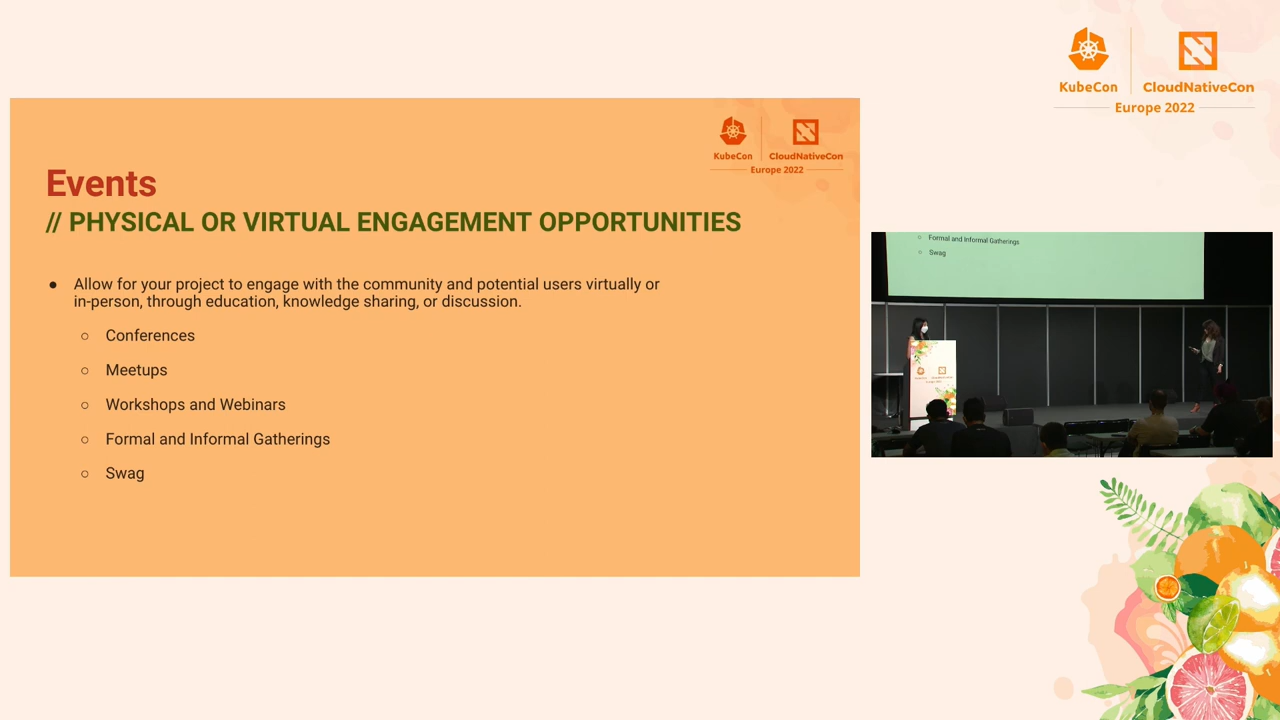 KubeCon
CloudNativeCon
Europe 2022
KubeCon
CloudNativeCon
Europe 2022
Events
// PHYSICAL OR VIRTUAL ENGAGEMENT OPPORTUNITIES
● Allow for your project to engage with the community and potential users virtually or
in-person, through education, knowledge sharing, or discussion.
○ Conferences
○ Meetups
○ Workshops and Webinars
○ Formal and Informal Gatherings
○ Swag
○ Formal and Informal Gatherings
○ Swag